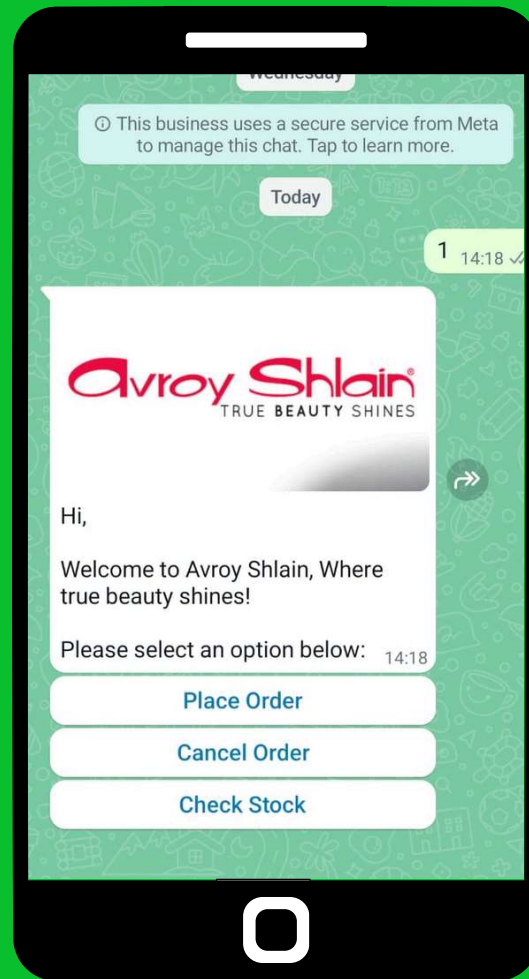 Wednesday
This business uses a secure service from Meta
to manage this chat. Tap to learn more.
Today
1 14:18
Avroy Shlain®
TRUE BEAUTY SHINES
Hi,
Welcome to Avroy Shlain, Where
true beauty shines!
Please select an option below: 14:18
Place Order
Cancel Order
Check Stock